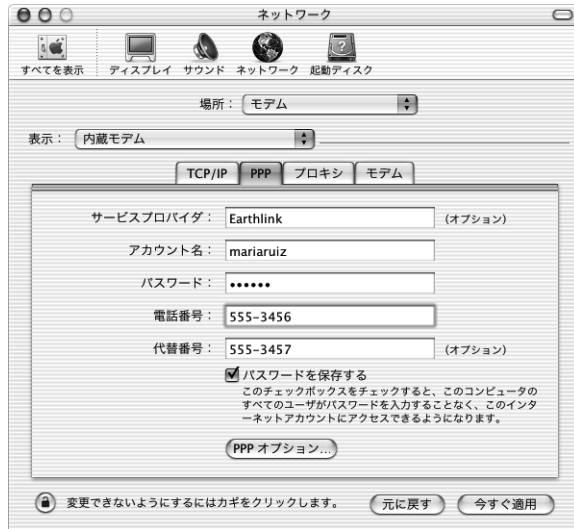 ネットワーク
すべてを表示 ディスプレイ サウンド ネットワーク 起動ディスク
場所： モデム
表示： 内蔵モデム
TCP/IP PPP プロキシ モデム
サービスプロバイダ： Earthlink (オプション)
アカウント名： mariaruiz
パスワード： ••••••
電話番号： 555-3456
代替番号： 555-3457 (オプション)
パスワードを保存する
このチェックボックスをチェックすると、このコンピュータの
すべてのユーザがパスワードを入力することなく、このインタ
ーネットアカウントにアクセスできるようになります。
PPP オプション...
変更できないようにするにはカギをクリックします。 元に戻す 今すぐ適用